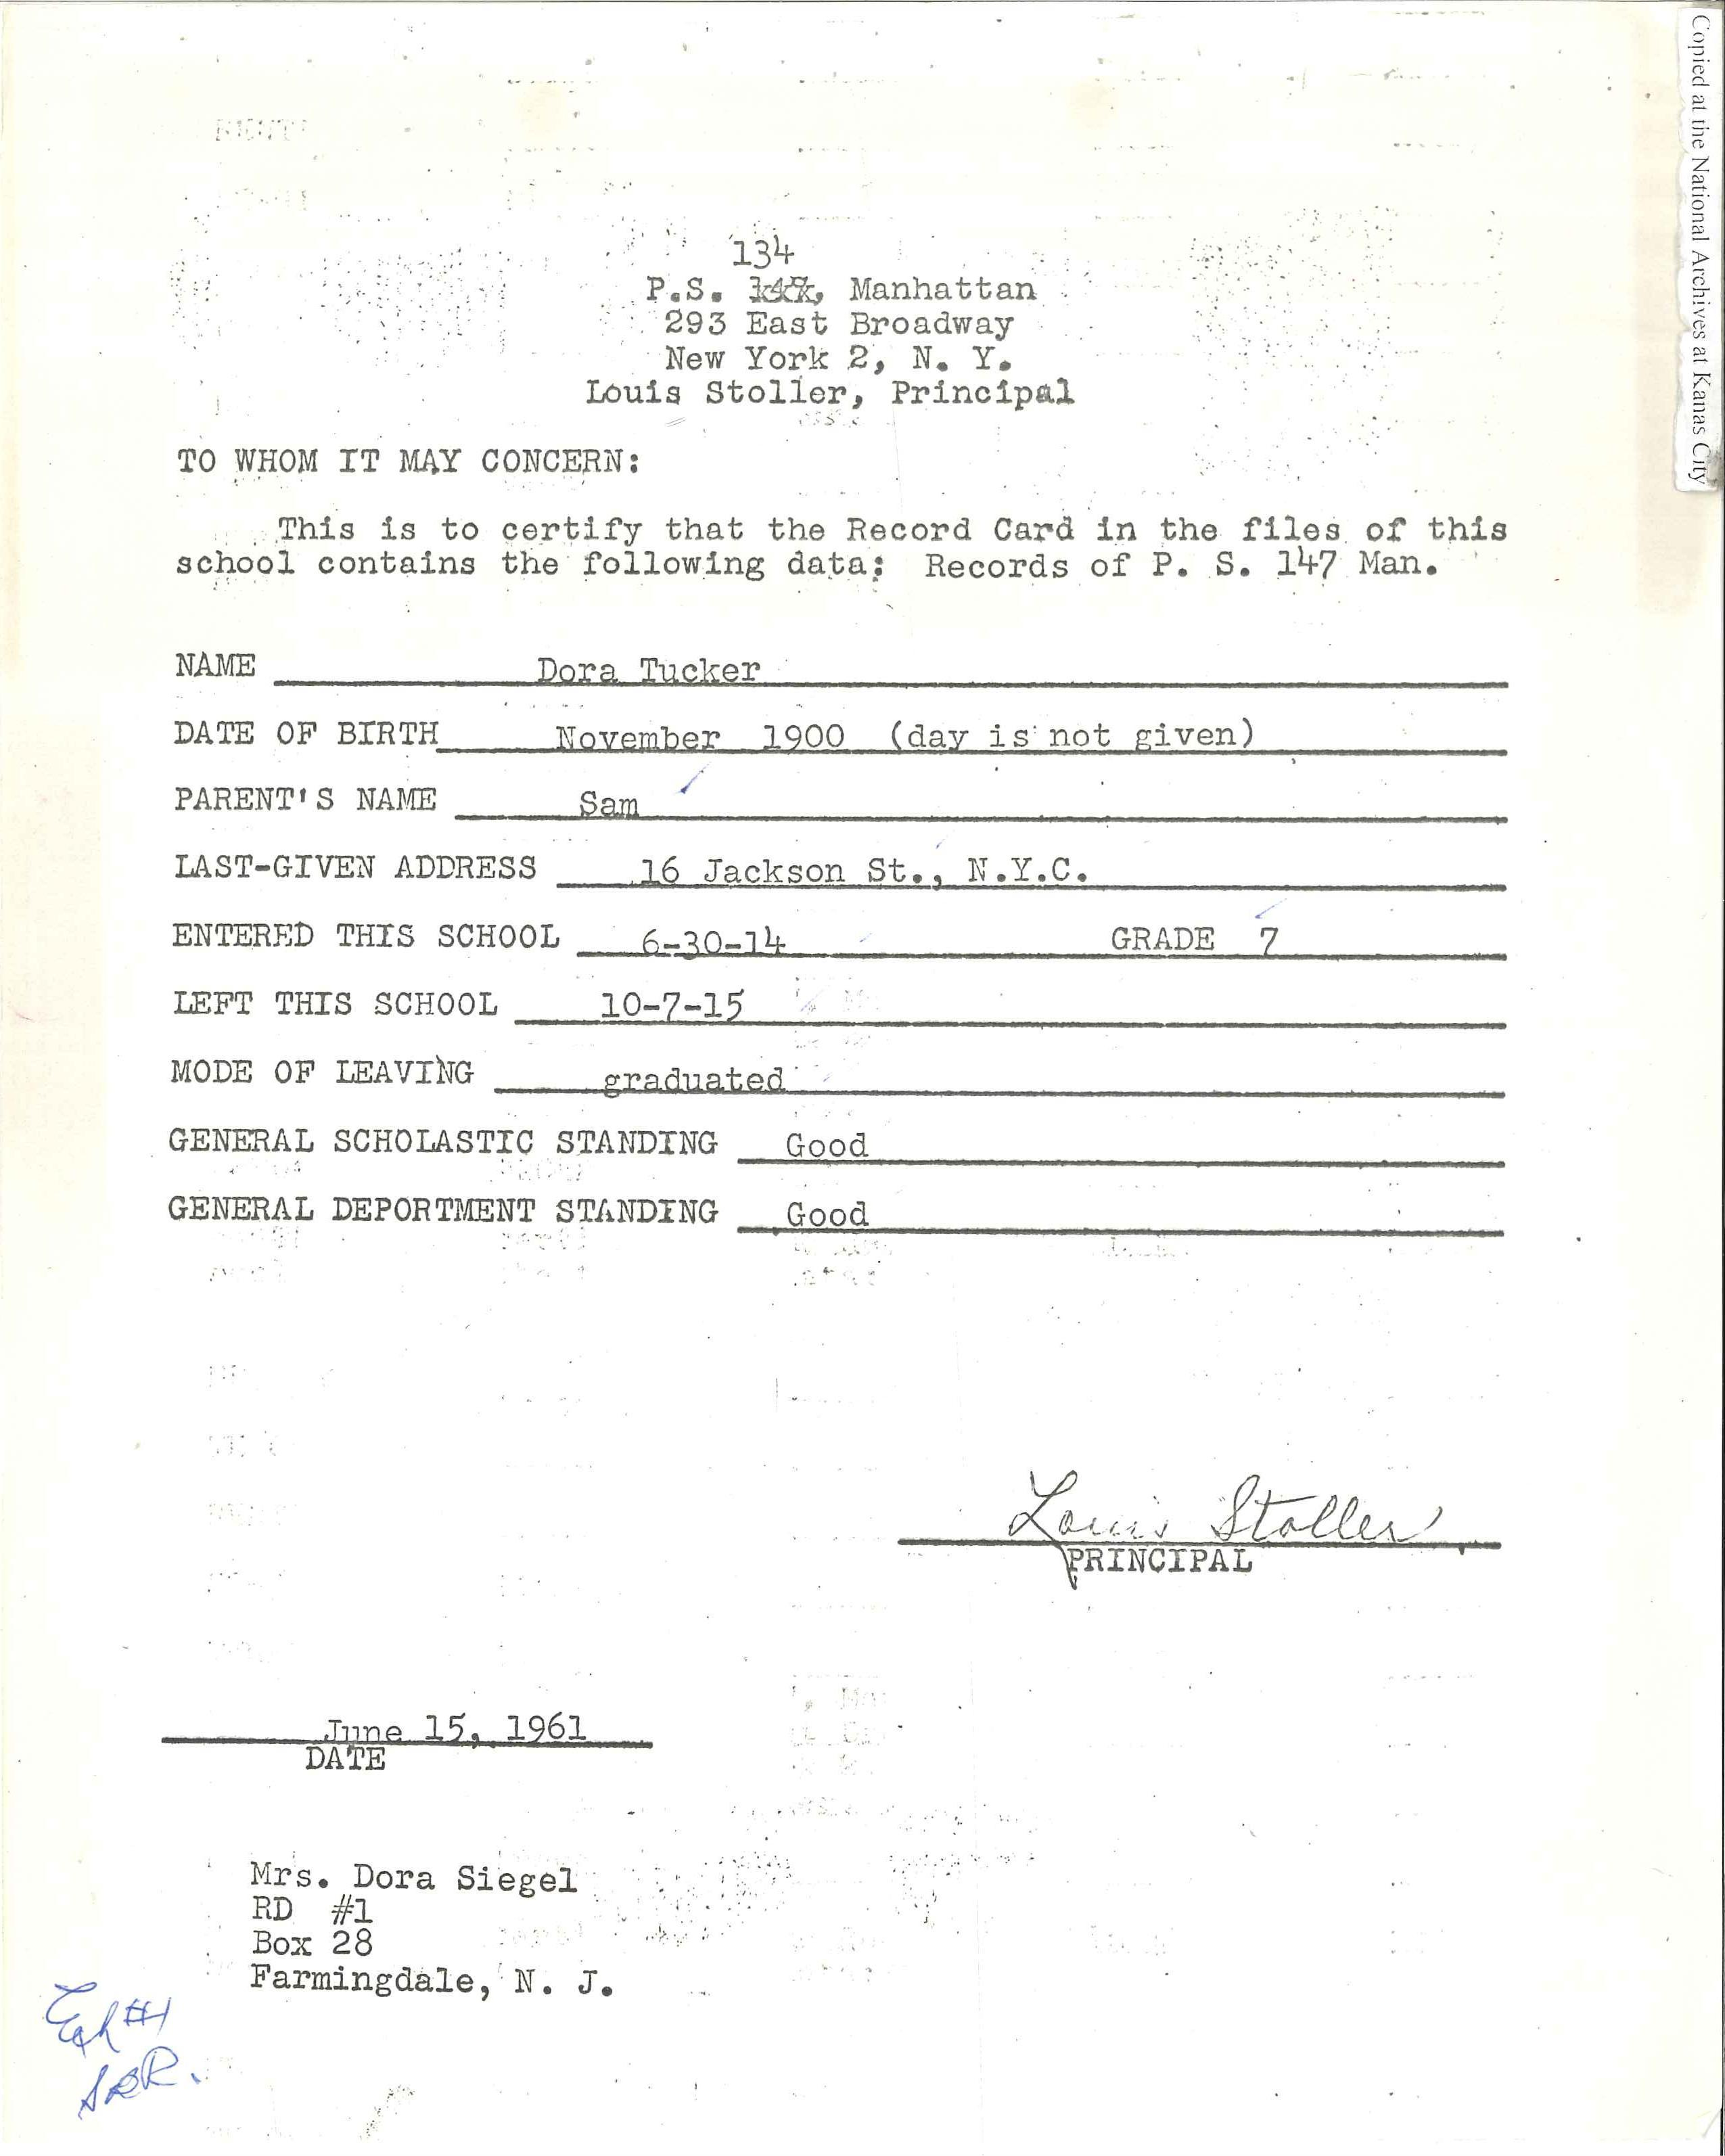 Copied at the National Archives at Kanas City
134
P.S. 147, Manhattan
293 East Broadway
New York 2, N. Y.
Louis Stoller, Principal
TO WHOM IT MAY CONCERN:
This is to certify that the Record Card in the files of this
school contains the following data: Records of P. S. 147 Man.
NAME Dora Tucker
DATE OF BIRTH November 1900 (day is not given)
PARENT'S NAME Sam
LAST-GIVEN ADDRESS 16 Jackson St., N.Y.C.
ENTERED THIS SCHOOL 6-30-14 GRADE 7
LEFT THIS SCHOOL 10-7-15
MODE OF LEAVING graduated
GENERAL SCHOLASTIC STANDING Good
GENERAL DEPORTMENT STANDING Good
Louis Stoller
PRINCIPAL
June 15, 1961
DATE
Mrs. Dora Siegel
RD #1
Box 28
Farmingdale, N. J.
#1